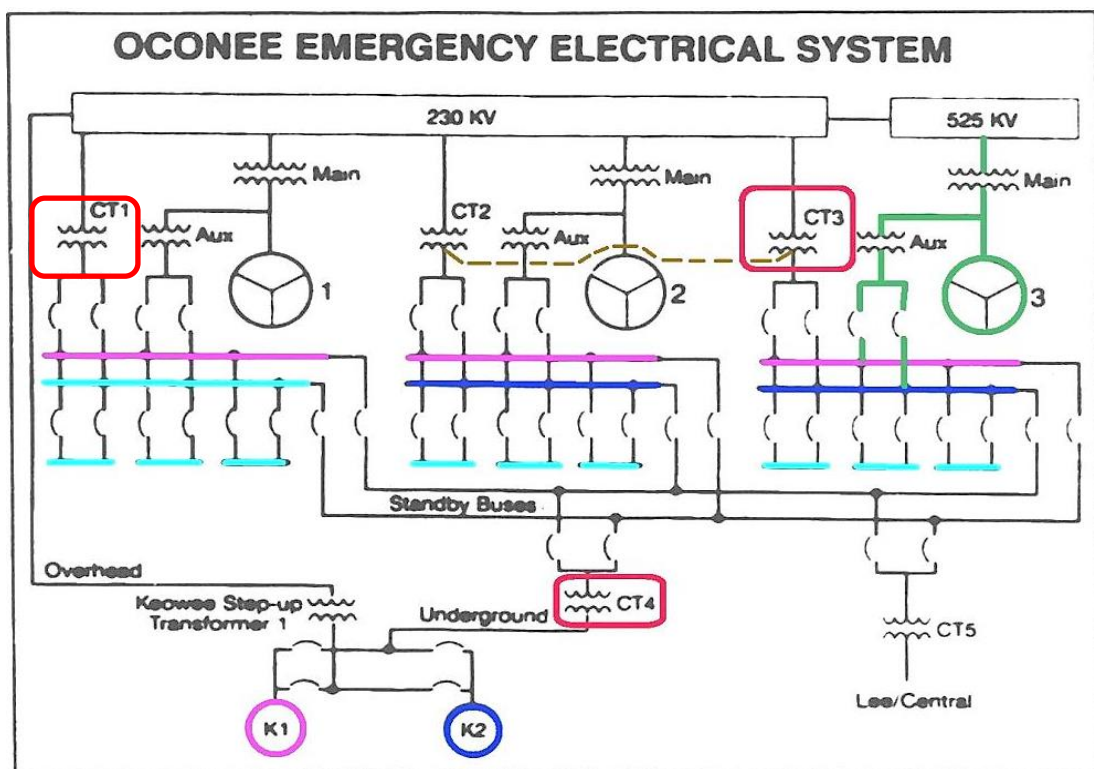 OCONEE EMERGENCY ELECTRICAL SYSTEM
230 KV
525 KV
Main
Main
Main
CT1
CT2
CT3
Aux
Aux
Aux
1
2
3
Standby Buses
Overhead
Keowee Step-up
Transformer 1
Underground
CT4
CT5
K1
K2
Lee/Central